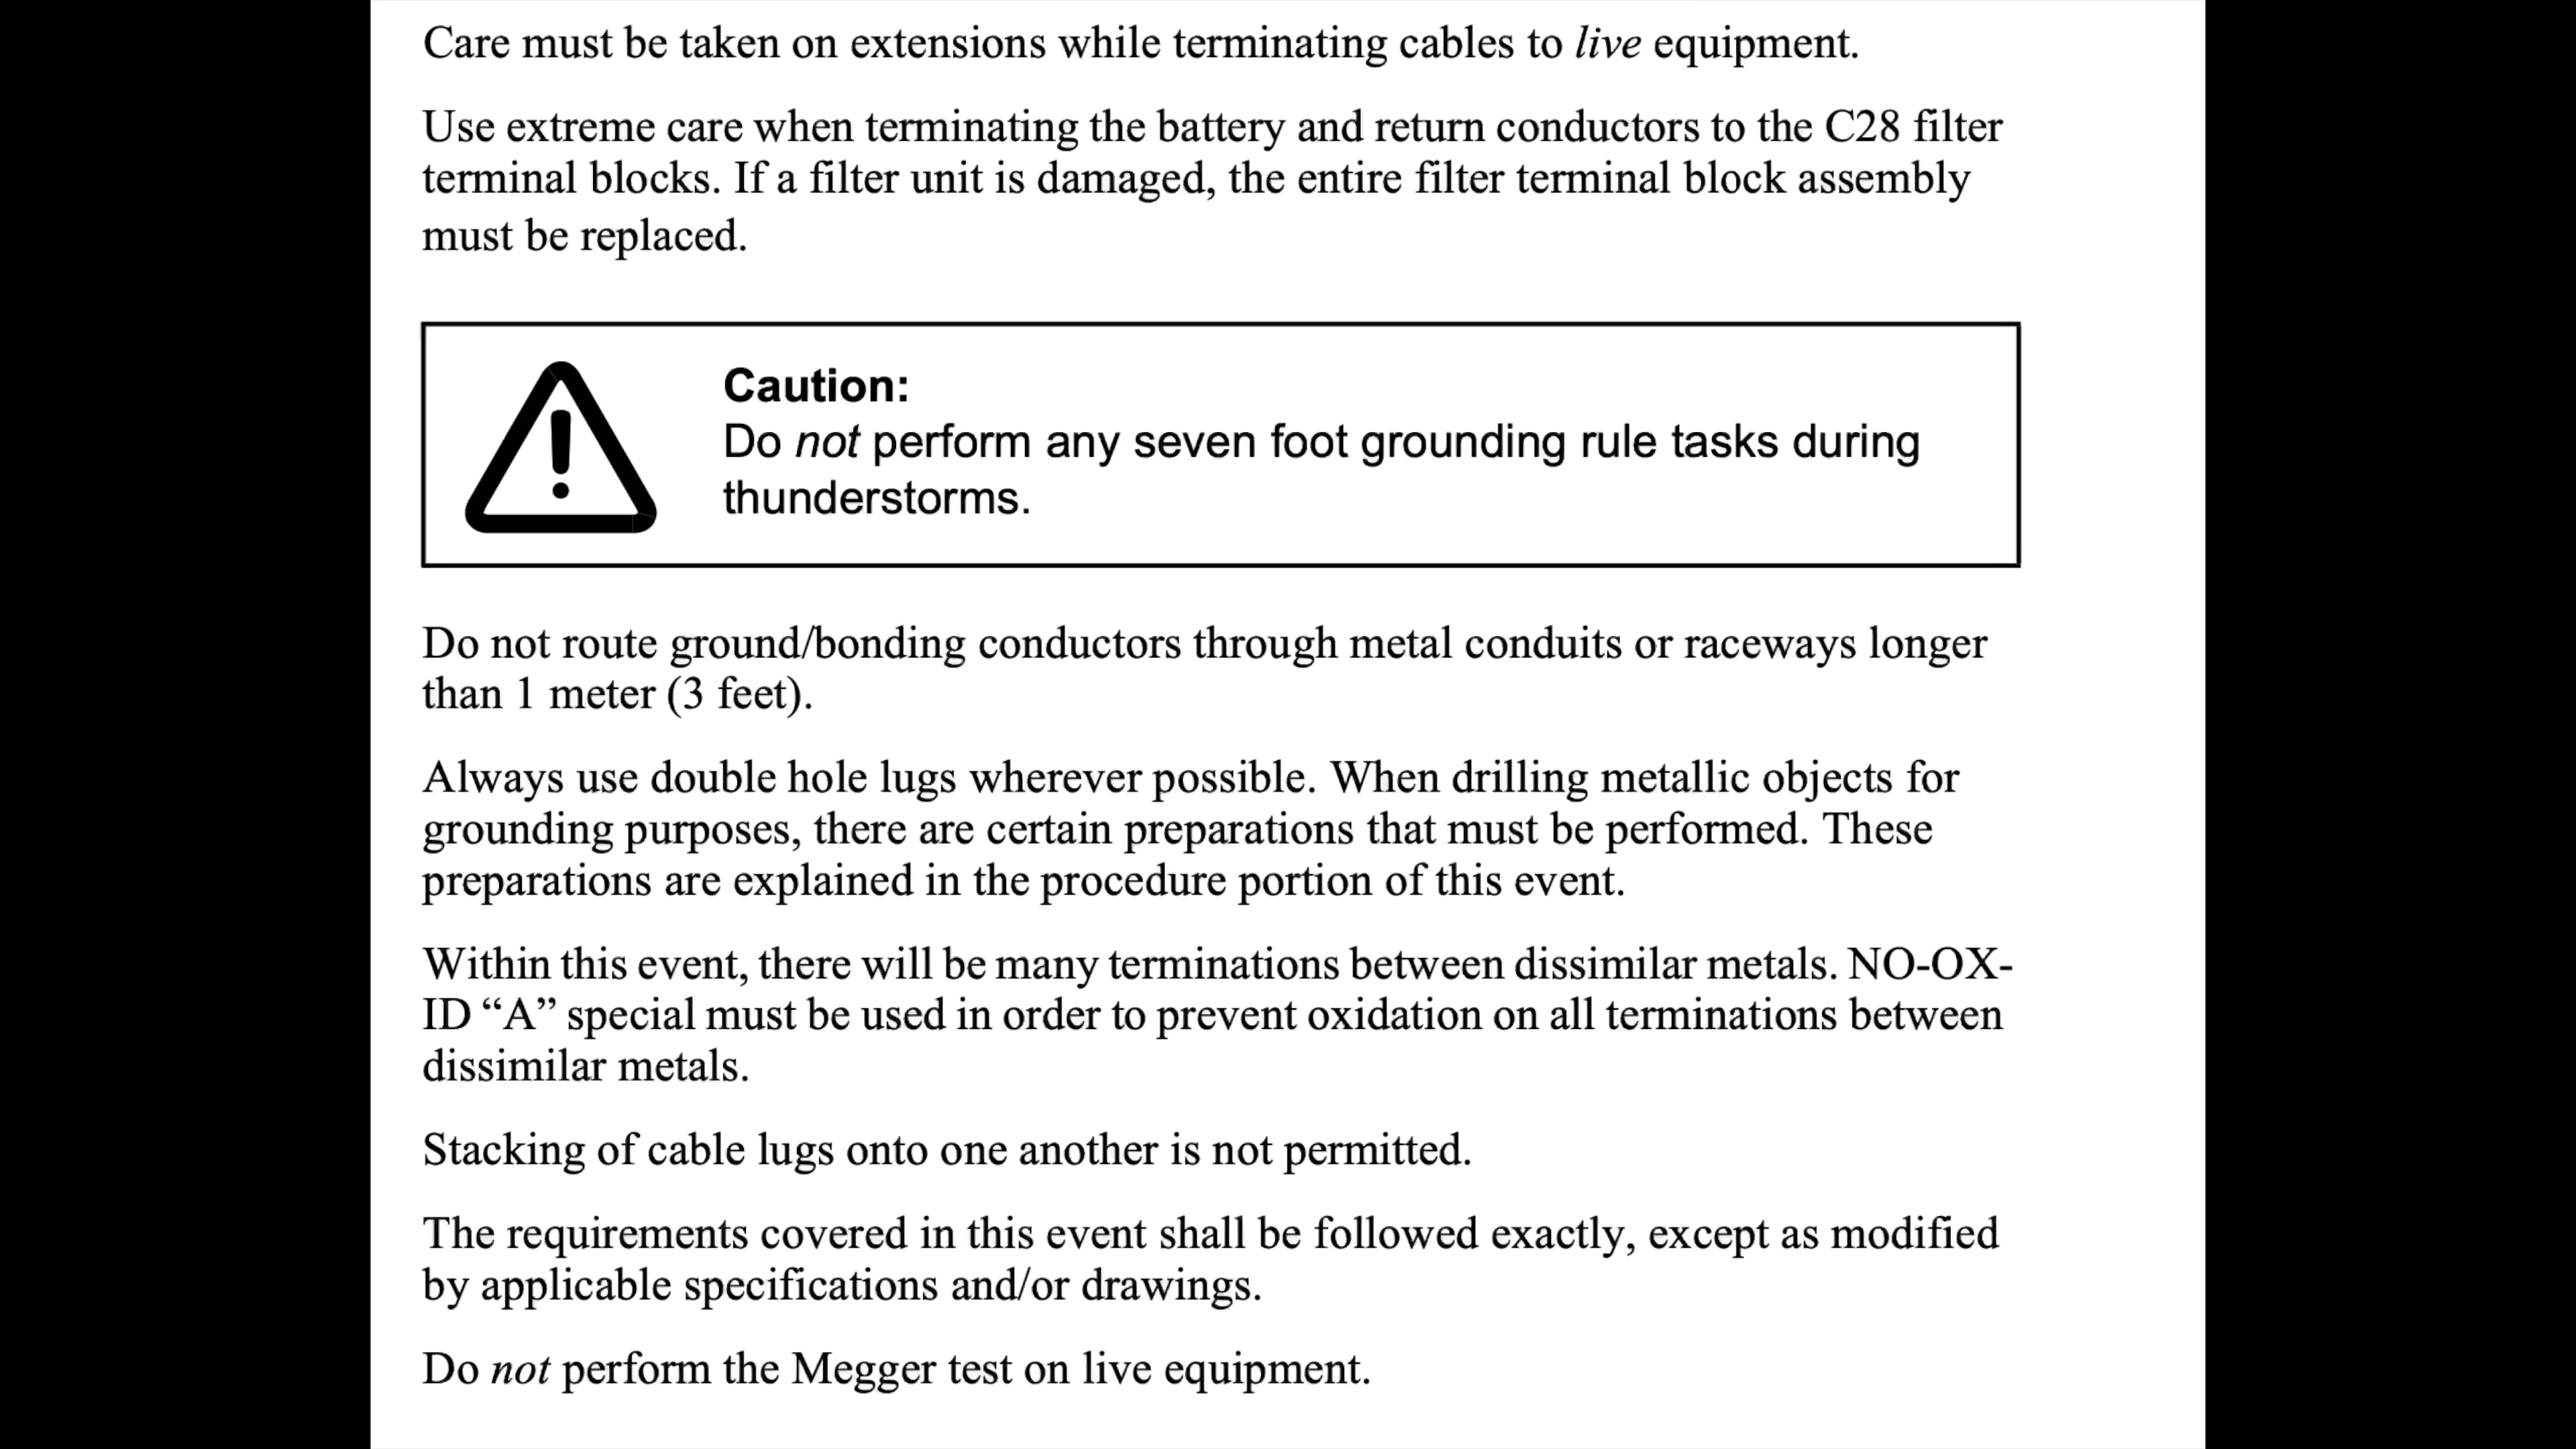 Care must be taken on extensions while terminating cables to live equipment.
Use extreme care when terminating the battery and return conductors to the C28 filter
terminal blocks. If a filter unit is damaged, the entire filter terminal block assembly
must be replaced.
Caution:
Do not perform any seven foot grounding rule tasks during
thunderstorms.
Do not route ground/bonding conductors through metal conduits or raceways longer
than 1 meter (3 feet).
Always use double hole lugs wherever possible. When drilling metallic objects for
grounding purposes, there are certain preparations that must be performed. These
preparations are explained in the procedure portion of this event.
Within this event, there will be many terminations between dissimilar metals. NO-OX-
ID “A” special must be used in order to prevent oxidation on all terminations between
dissimilar metals.
Stacking of cable lugs onto one another is not permitted.
The requirements covered in this event shall be followed exactly, except as modified
by applicable specifications and/or drawings.
Do not perform the Megger test on live equipment.